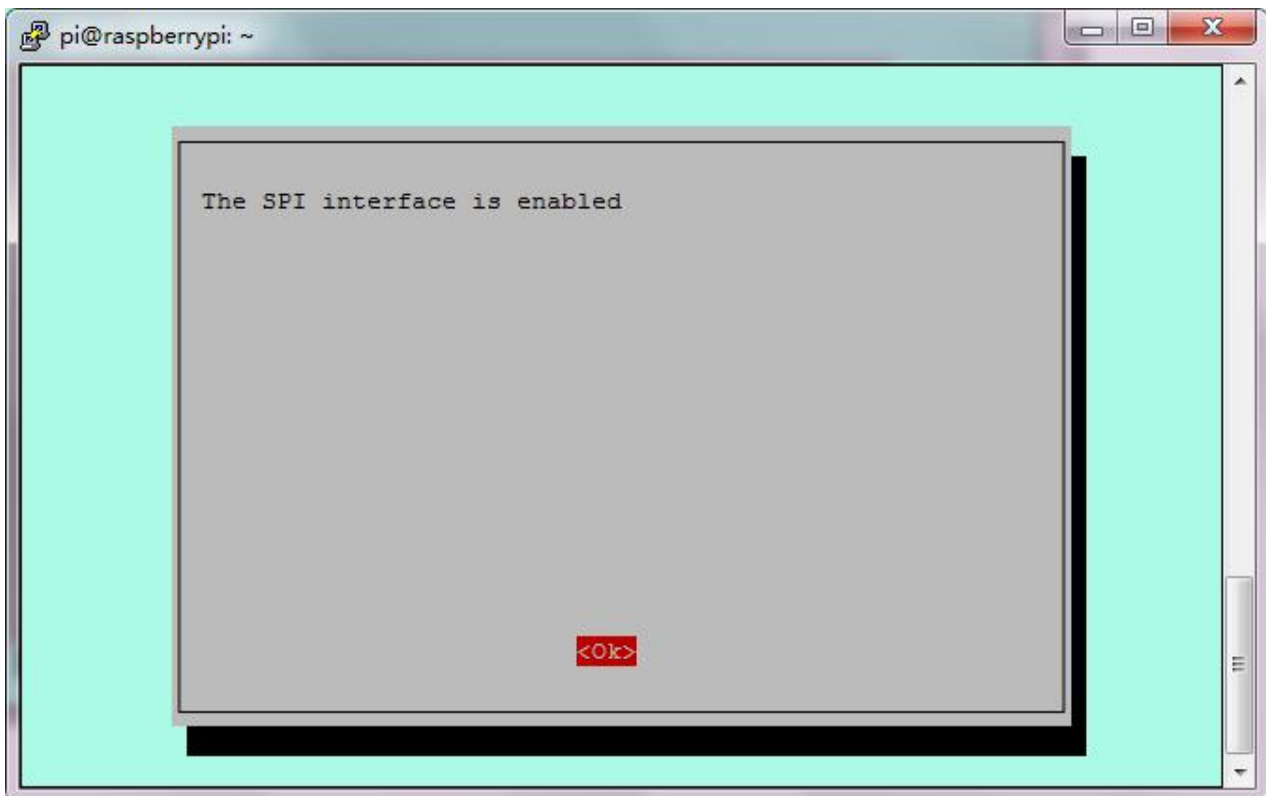 pi@raspberrypi: ~
The SPI interface is enabled
<Ok>